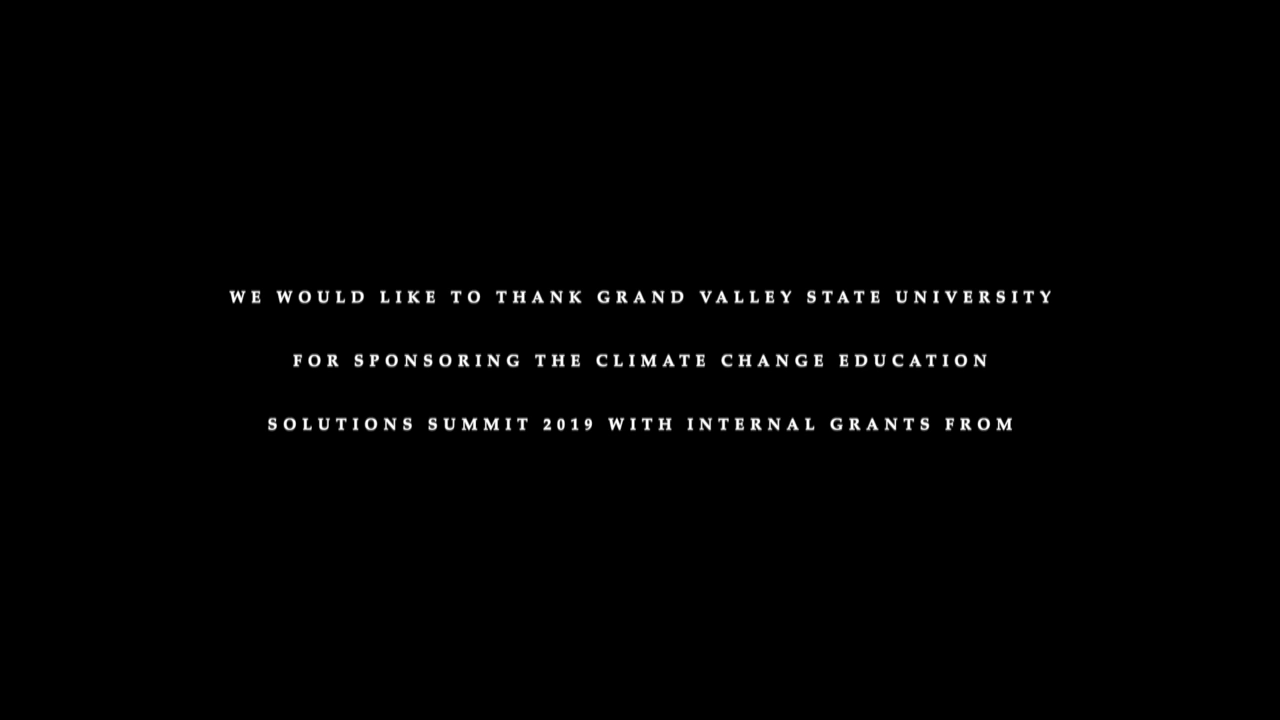 WE WOULD LIKE TO THANK GRAND VALLEY STATE UNIVERSITY
FOR SPONSORING THE CLIMATE CHANGE EDUCATION
SOLUTIONS SUMMIT 2019 WITH INTERNAL GRANTS FROM